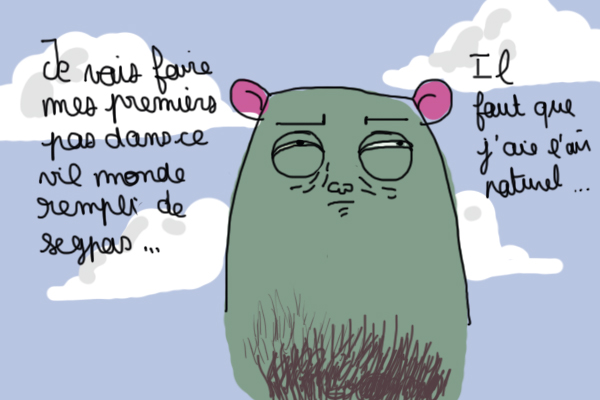 Je vais faire
mes premiers
pas dans ce
vil monde
rempli de
segpas ...
Il
faut que
j'aie l'air
naturel ...